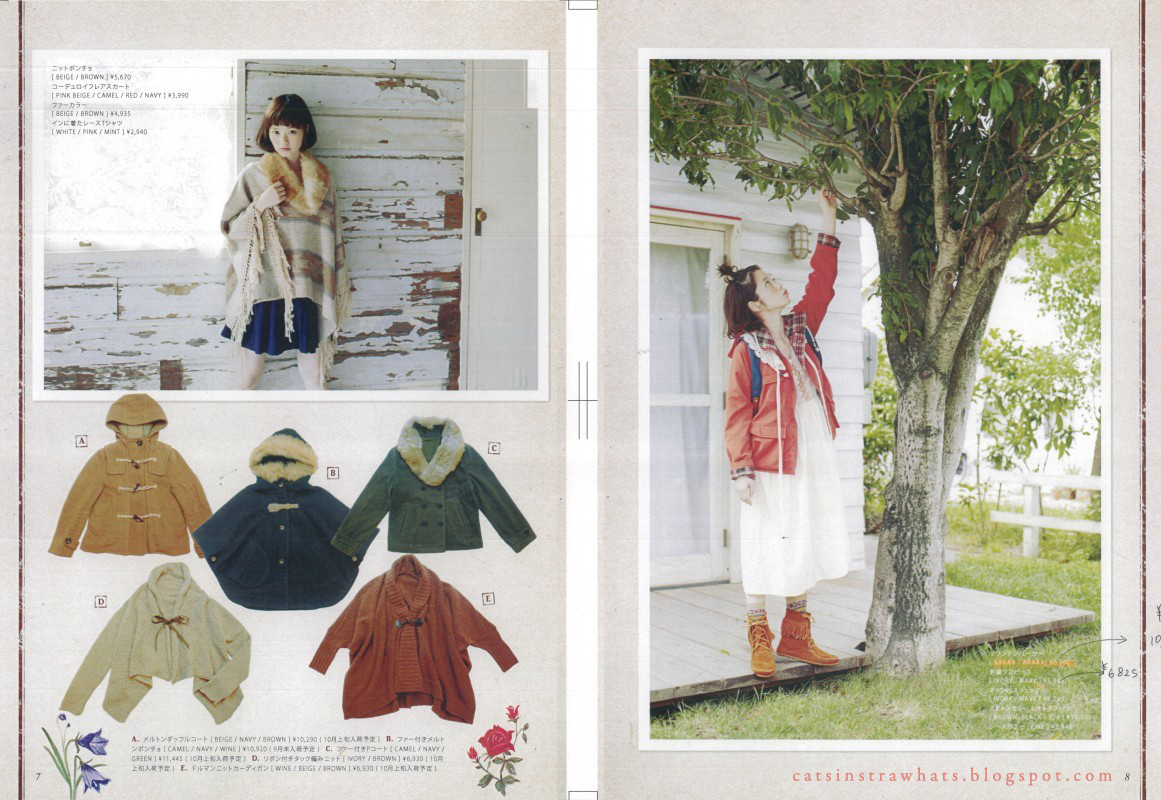 ニットポンチョ
[ BEIGE / BROWN ] ¥5,670
コーデュロイフレアスカート
[ PINK BEIGE / CAMEL / RED / NAVY ] ¥3,990
ファーカラー
[ BEIGE / BROWN ] ¥4,935
インに着たレースTシャツ
[ WHITE / PINK / MINT ] ¥2,940
A
B
C
D
E
A. メルトンダッフルコート [ BEIGE / NAVY / BROWN ] ¥10,290 ( 10月上旬入荷予定 ) B. ファー付きメルト
ンポンチョ [ CAMEL / NAVY / WINE ] ¥10,920 ( 9月末入荷予定 ) C. ファー付きPコート [ CAMEL / NAVY /
GREEN ] ¥11,445 ( 10月上旬入荷予定 ) D. リボン付きタック編みニット [ IVORY / BROWN ] ¥6,930 ( 10月
上旬入荷予定 ) E. ドルマンニットカーディガン [ WINE / BEIGE / BROWN ] ¥6,930 ( 10月上旬入荷予定 )
7
¥6825
catsinstrawhats.blogspot.com
8